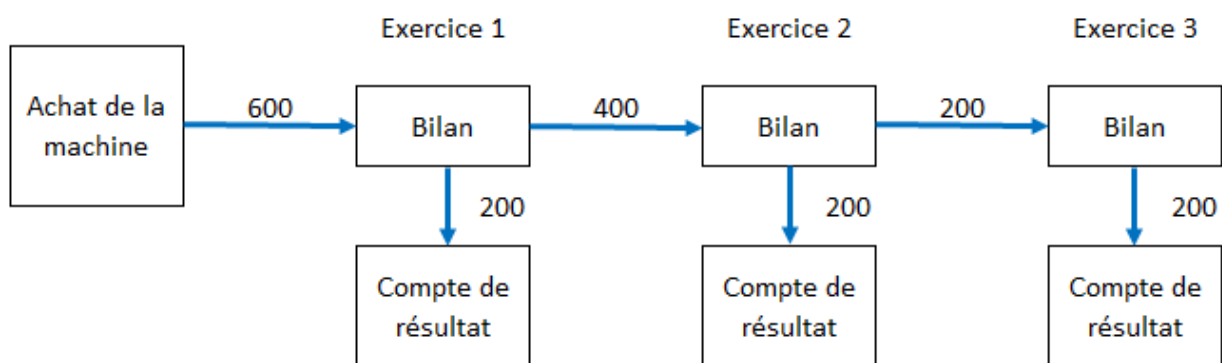 Exercice 1
Exercice 2
Exercice 3
Achat de la
machine
600
Bilan
400
Bilan
200
Bilan
200
200
200
Compte de
résultat
Compte de
résultat
Compte de
résultat